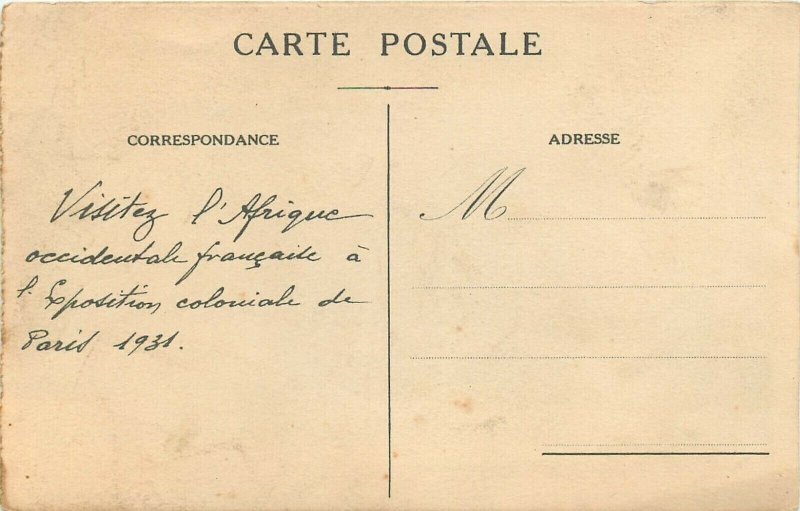 CARTE POSTALE
CORRESPONDANCE
Visitez l'Afrique
occidentale française à
l'Exposition coloniale de
Paris 1931.
ADRESSE
M